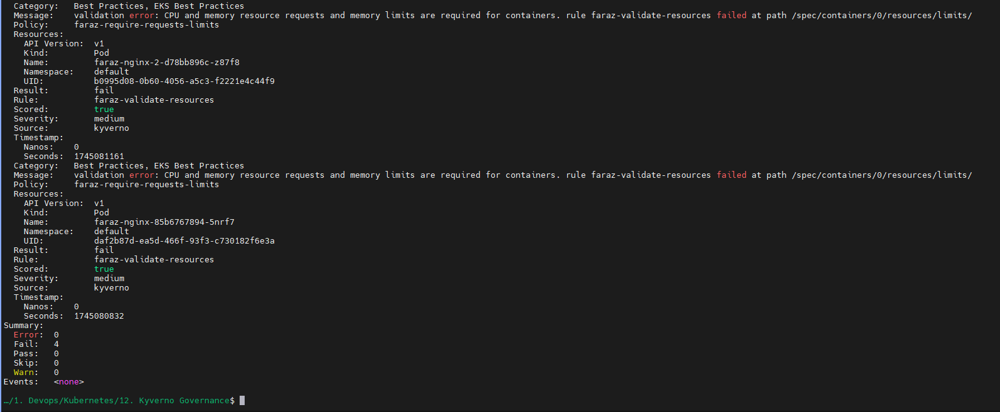 Category:   Best Practices, EKS Best Practices
Message:    validation error: CPU and memory resource requests and memory limits are required for containers. rule faraz-validate-resources failed at path /spec/containers/0/resources/limits/
Policy:     faraz-require-requests-limits
Resources:
API Version:  v1
Kind:         Pod
Name:         faraz-nginx-2-d78bb896c-z87f8
Namespace:    default
UID:          b0995d08-0b60-4056-a5c3-f2221e4c44f9
Result:         fail
Rule:           faraz-validate-resources
Scored:         true
Severity:       medium
Source:         kyverno
Timestamp:
Nanos:    0
Seconds:  1745081161
Category:   Best Practices, EKS Best Practices
Message:    validation error: CPU and memory resource requests and memory limits are required for containers. rule faraz-validate-resources failed at path /spec/containers/0/resources/limits/
Policy:     faraz-require-requests-limits
Resources:
API Version:  v1
Kind:         Pod
Name:         faraz-nginx-85b6767894-5nrf7
Namespace:    default
UID:          daf2b87d-ea5d-466f-93f3-c730182f6e3a
Result:         fail
Rule:           faraz-validate-resources
Scored:         true
Severity:       medium
Source:         kyverno
Timestamp:
Nanos:    0
Seconds:  1745080832
Summary:
Error:  0
Fail:   4
Pass:   0
Skip:   0
Warn:   0
Events:   <none>
…/1. Devops/Kubernetes/12. Kyverno Governance$